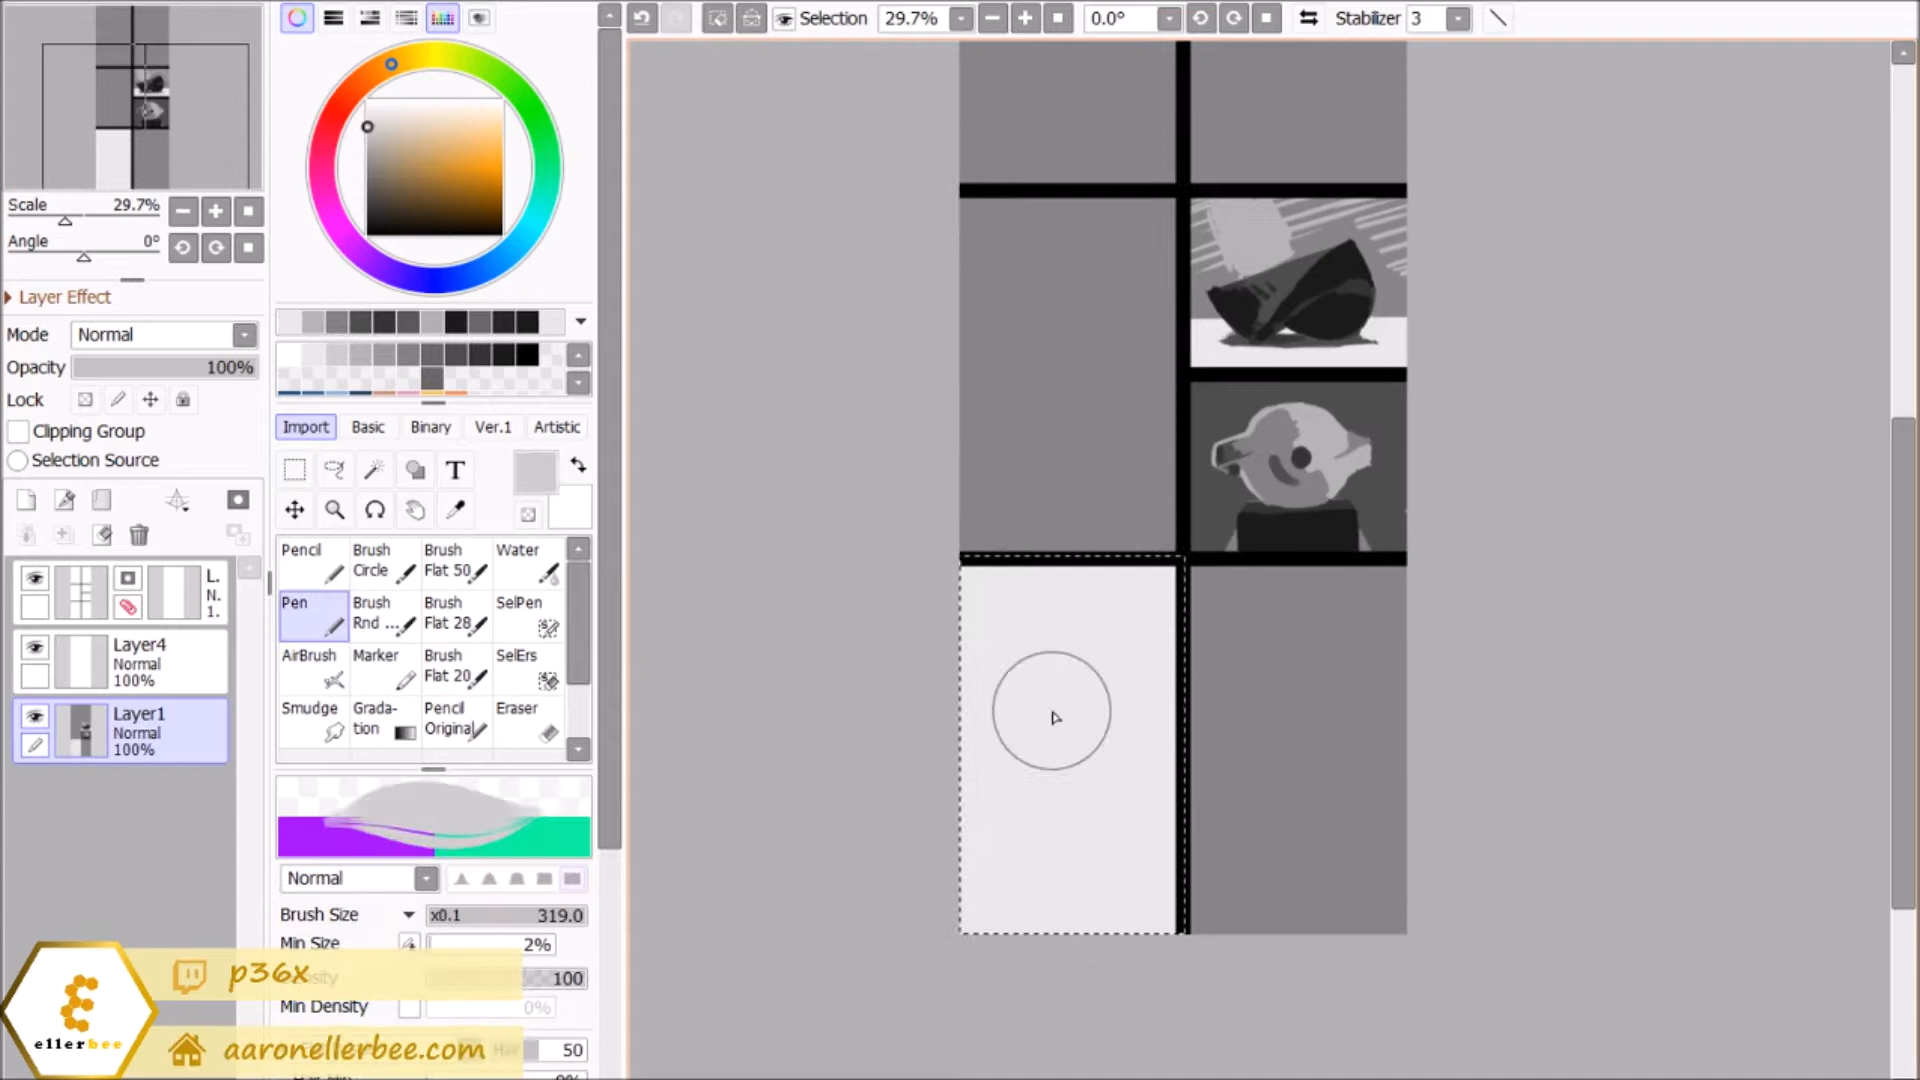 Selection 29.7% 0.0° Stabilizer 3
Scale 29.7%
Angle 0°
Layer Effect
Mode Normal
Opacity 100%
Lock
Clipping Group
Selection Source
L.
N.
1.
Layer4
Normal
100%
Layer1
Normal
100%
Import Basic Binary Ver.1 Artistic
T
Pencil Brush Circle Brush Flat 50 Water
Pen Brush Rnd ... Brush Flat 28 SelPen
AirBrush Marker Brush Flat 20 SelErs
Smudge Grada-tion Pencil Original Eraser
Normal
Brush Size x0.1 319.0
Min Size 2%
100
Min Density 0%
50
p36x
ellerbee
aaronellerbee.com